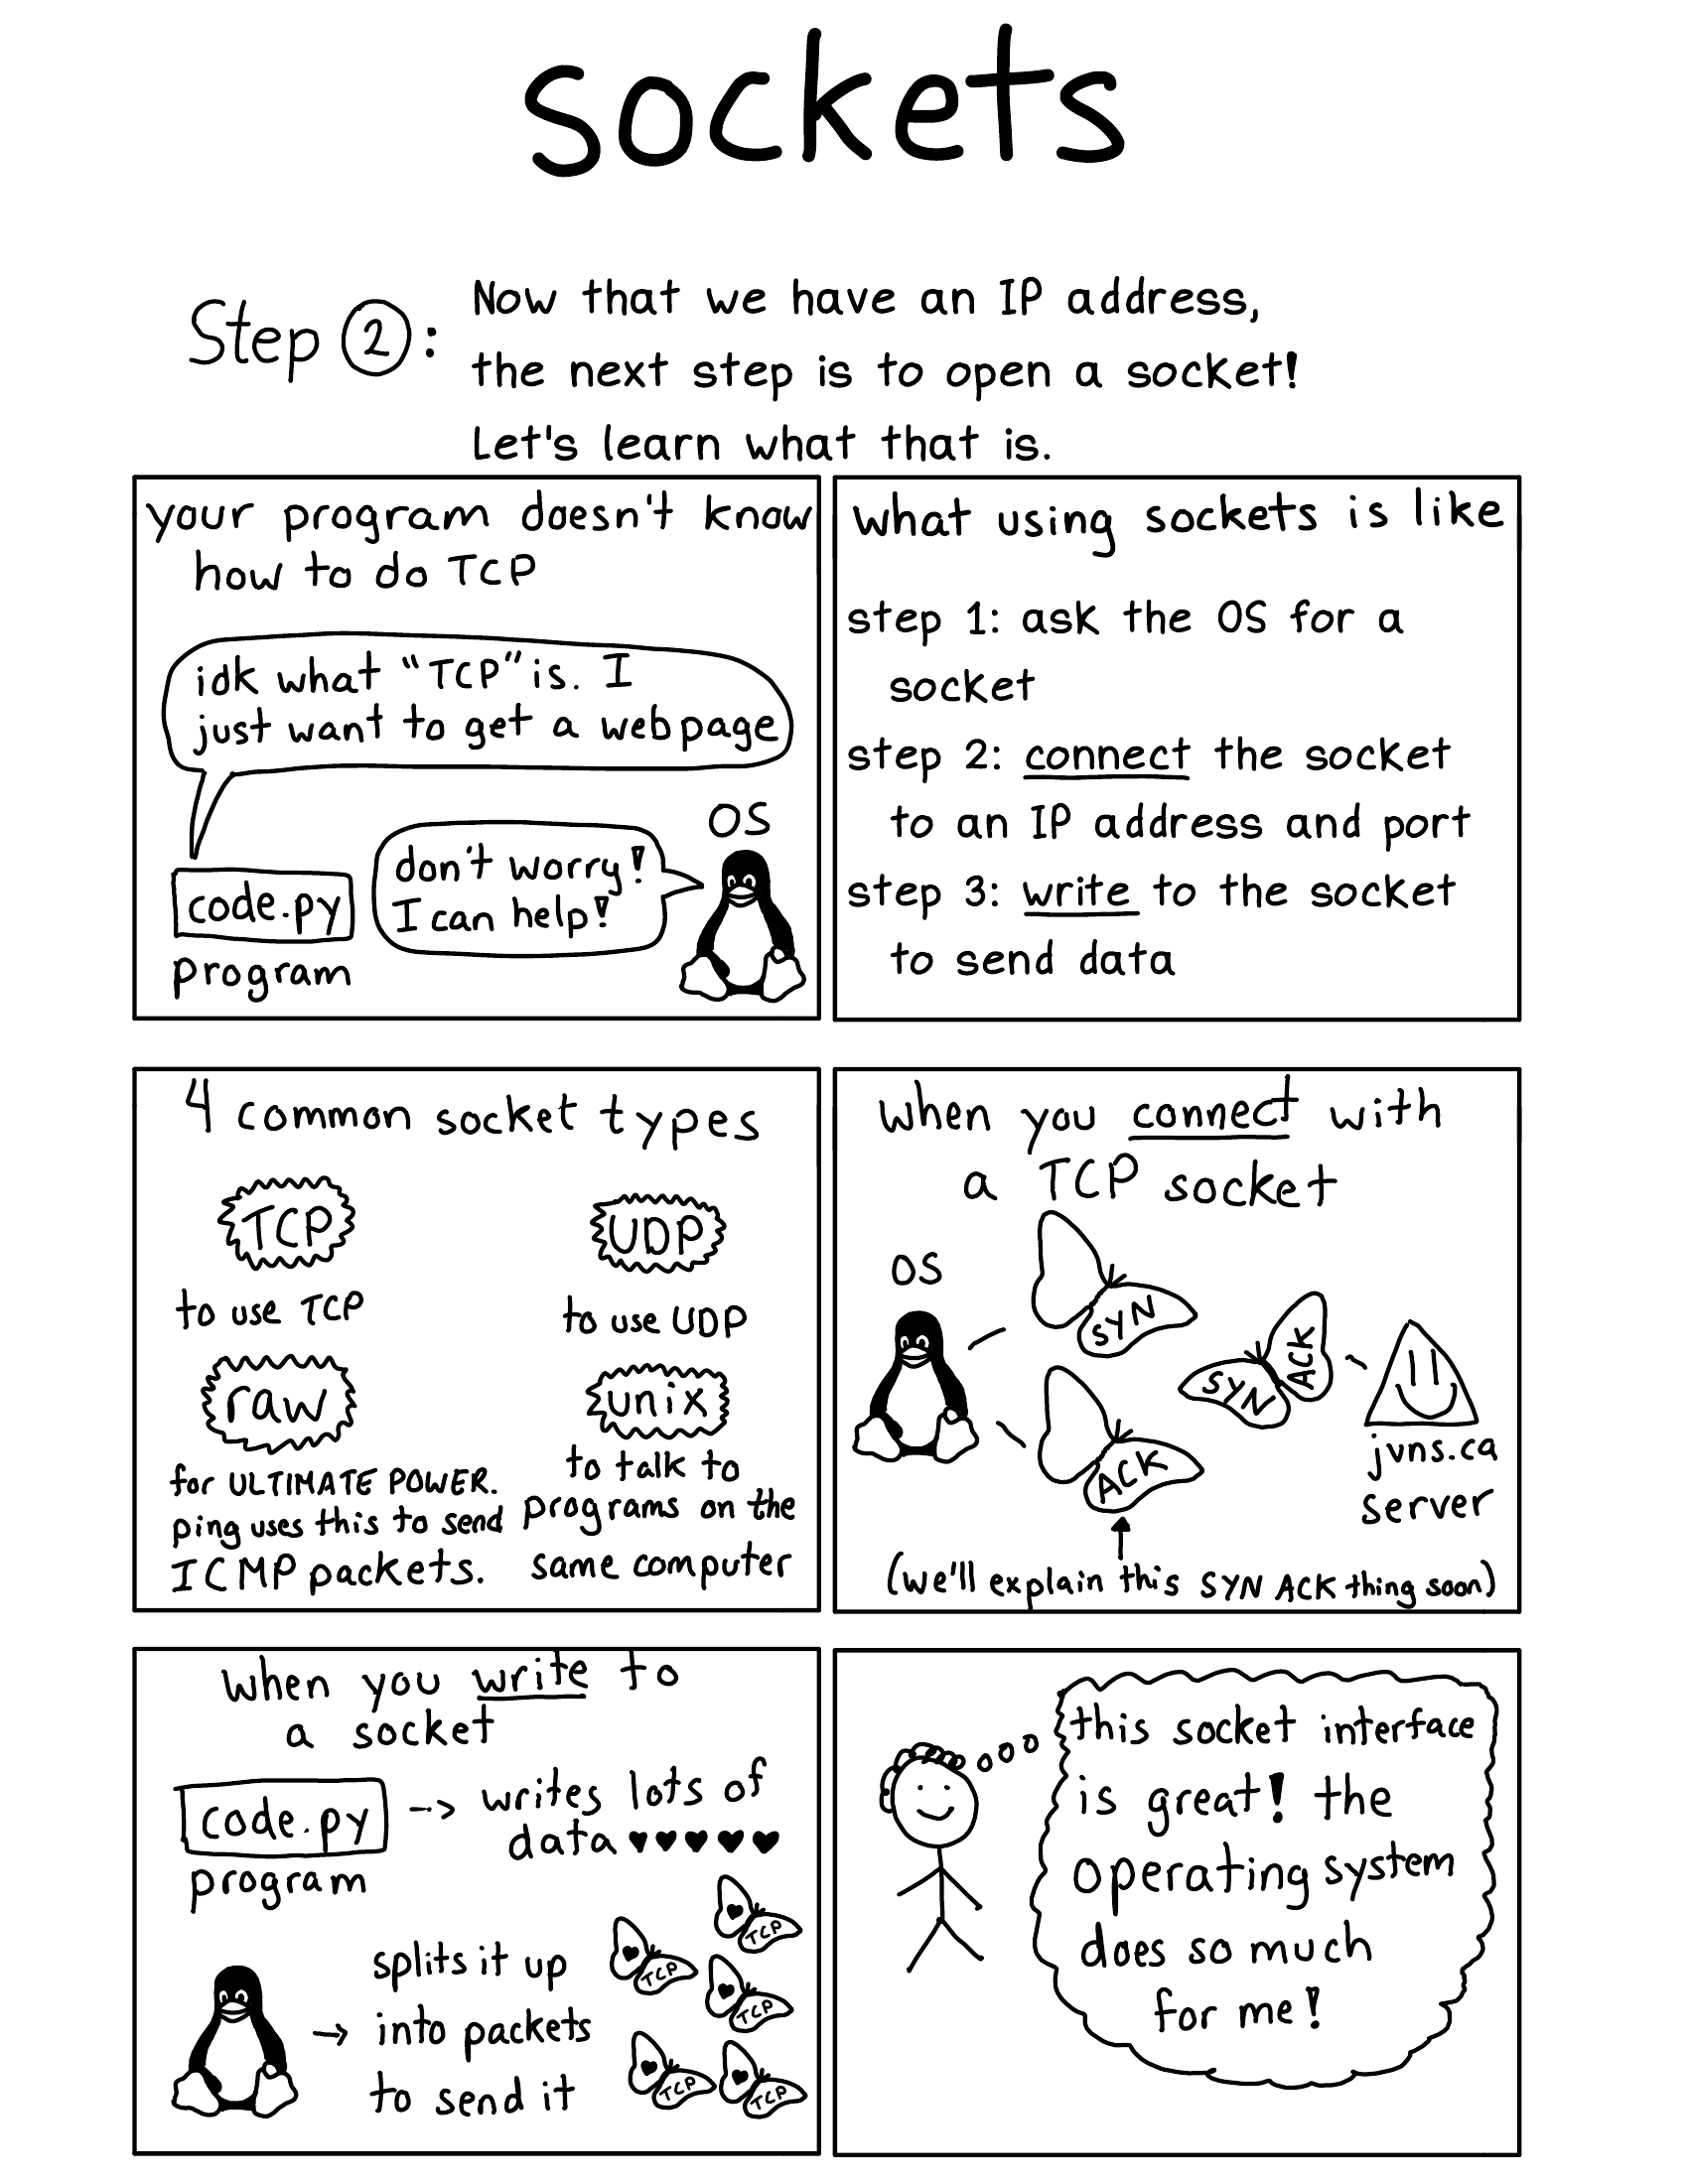 sockets
Step 2:
Now that we have an IP address,
the next step is to open a socket!
Let's learn what that is.
your program doesn't know
how to do TCP
idk what "TCP" is. I
just want to get a webpage
OS
don't worry!
I can help!
code.py
program
what using sockets is like
step 1: ask the OS for a
socket
step 2: connect the socket
to an IP address and port
step 3: write to the socket
to send data
4 common socket types
TCP
to use TCP
UDP
to use UDP
raw
for ULTIMATE POWER.
ping uses this to send
ICMP packets.
unix
to talk to
programs on the
same computer
when you connect with
a TCP socket
OS
SYN
SYN ACK
ACK
jvns.ca
server
(we'll explain this SYN ACK thing soon)
when you write to
a socket
code.py
program
writes lots of
data ♥♥♥♥♥
splits it up
into packets
to send it
TCP
TCP
TCP
TCP
TCP
this socket interface
is great! the
operating system
does so much
for me!